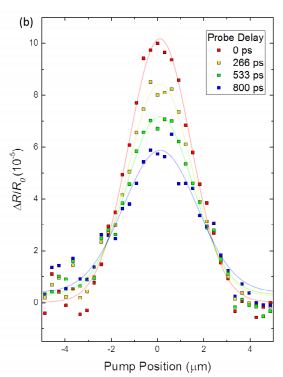 (b)
Probe Delay
0 ps
266 ps
533 ps
800 ps
10
8
6
4
2
0
ΔR/R₀(10⁻⁵)
-4 -2 0 2 4
Pump Position (μm)